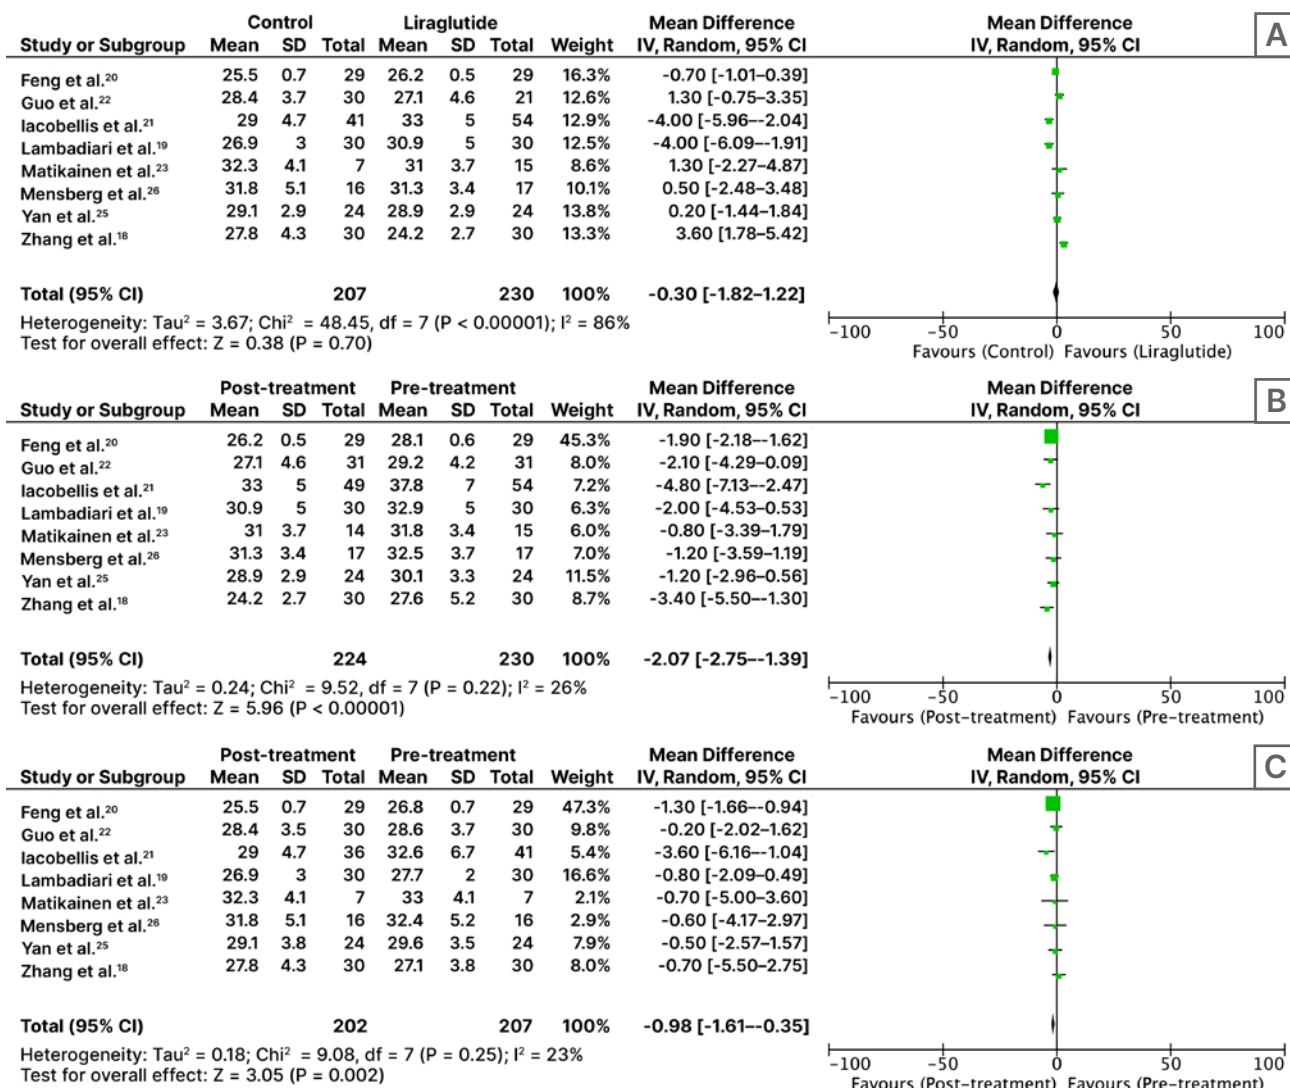 Control Liraglutide Mean Difference Mean Difference A
Study or Subgroup Mean SD Total Mean SD Total Weight IV, Random, 95% CI IV, Random, 95% CI
Feng et al.20 25.5 0.7 29 26.2 0.5 29 16.3% -0.70 [-1.01–0.39]
Guo et al.22 28.4 3.7 30 27.1 4.6 21 12.6% 1.30 [-0.75–3.35]
Iacobellis et al.21 29 4.7 41 33 5 54 12.9% -4.00 [-5.96–-2.04]
Lambadiari et al.19 26.9 3 30 30.9 5 30 12.5% -4.00 [-6.09–-1.91]
Matikainen et al.23 32.3 4.1 7 31 3.7 15 8.6% 1.30 [-2.27–4.87]
Mensberg et al.26 31.8 5.1 16 31.3 3.4 17 10.1% 0.50 [-2.48–3.48]
Yan et al.25 29.1 2.9 24 28.9 2.9 24 13.8% 0.20 [-1.44–1.84]
Zhang et al.18 27.8 4.3 30 24.2 2.7 30 13.3% 3.60 [1.78–5.42]
Total (95% CI) 207 230 100% -0.30 [-1.82–1.22]
Heterogeneity: Tau² = 3.67; Chi² = 48.45, df = 7 (P < 0.00001); I² = 86%
Test for overall effect: Z = 0.38 (P = 0.70)
-100 -50 0 50 100
Favours (Control) Favours (Liraglutide)
Post-treatment Pre-treatment Mean Difference Mean Difference B
Study or Subgroup Mean SD Total Mean SD Total Weight IV, Random, 95% CI IV, Random, 95% CI
Feng et al.20 26.2 0.5 29 28.1 0.6 29 45.3% -1.90 [-2.18–-1.62]
Guo et al.22 27.1 4.6 31 29.2 4.2 31 8.0% -2.10 [-4.29–0.09]
Iacobellis et al.21 33 5 49 37.8 7 54 7.2% -4.80 [-7.13–-2.47]
Lambadiari et al.19 30.9 5 30 32.9 5 30 6.3% -2.00 [-4.53–0.53]
Matikainen et al.23 31 3.7 14 31.8 3.4 15 6.0% -0.80 [-3.39–1.79]
Mensberg et al.26 31.3 3.4 17 32.5 3.7 17 7.0% -1.20 [-3.59–1.19]
Yan et al.25 28.9 2.9 24 30.1 3.3 24 11.5% -1.20 [-2.96–0.56]
Zhang et al.18 24.2 2.7 30 27.6 5.2 30 8.7% -3.40 [-5.50–-1.30]
Total (95% CI) 224 230 100% -2.07 [-2.75–-1.39]
Heterogeneity: Tau² = 0.24; Chi² = 9.52, df = 7 (P = 0.22); I² = 26%
Test for overall effect: Z = 5.96 (P < 0.00001)
-100 -50 0 50 100
Favours (Post-treatment) Favours (Pre-treatment)
Post-treatment Pre-treatment Mean Difference Mean Difference C
Study or Subgroup Mean SD Total Mean SD Total Weight IV, Random, 95% CI IV, Random, 95% CI
Feng et al.20 25.5 0.7 29 26.8 0.7 29 47.3% -1.30 [-1.66–-0.94]
Guo et al.22 28.4 3.5 30 28.6 3.7 30 9.8% -0.20 [-2.02–1.62]
Iacobellis et al.21 29 4.7 36 32.6 6.7 41 5.4% -3.60 [-6.16–-1.04]
Lambadiari et al.19 26.9 3 30 27.7 2 30 16.6% -0.80 [-2.09–0.49]
Matikainen et al.23 32.3 4.1 7 33 4.1 7 2.1% -0.70 [-5.00–3.60]
Mensberg et al.26 31.8 5.1 16 32.4 5.2 16 2.9% -0.60 [-4.17–2.97]
Yan et al.25 29.1 3.8 24 29.6 3.5 24 7.9% -0.50 [-2.57–1.57]
Zhang et al.18 27.8 4.3 30 27.1 3.8 30 8.0% -0.70 [-5.50–2.75]
Total (95% CI) 202 207 100% -0.98 [-1.61–-0.35]
Heterogeneity: Tau² = 0.18; Chi² = 9.08, df = 7 (P = 0.25); I² = 23%
Test for overall effect: Z = 3.05 (P = 0.002)
-100 -50 0 50 100
Favours (Post-treatment) Favours (Pre-treatment)